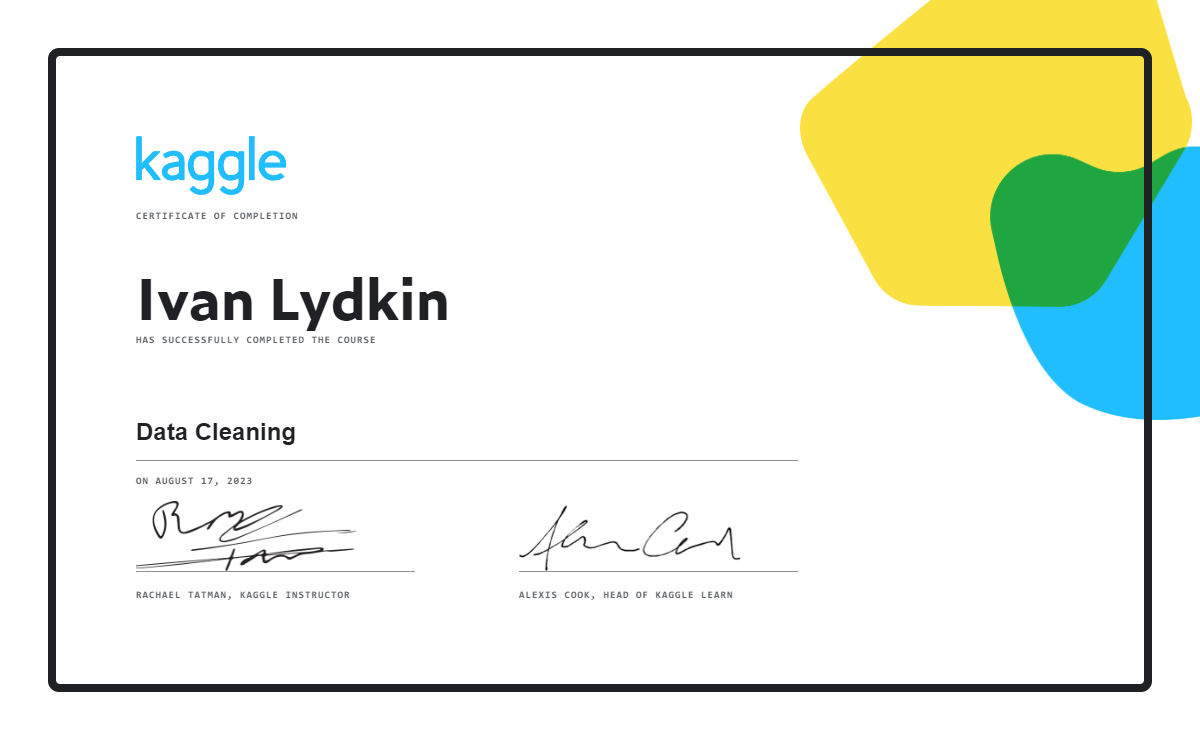 kaggle
CERTIFICATE OF COMPLETION
Ivan Lydkin
HAS SUCCESSFULLY COMPLETED THE COURSE
Data Cleaning
ON AUGUST 17, 2023
RACHAEL TATMAN, KAGGLE INSTRUCTOR
ALEXIS COOK, HEAD OF KAGGLE LEARN